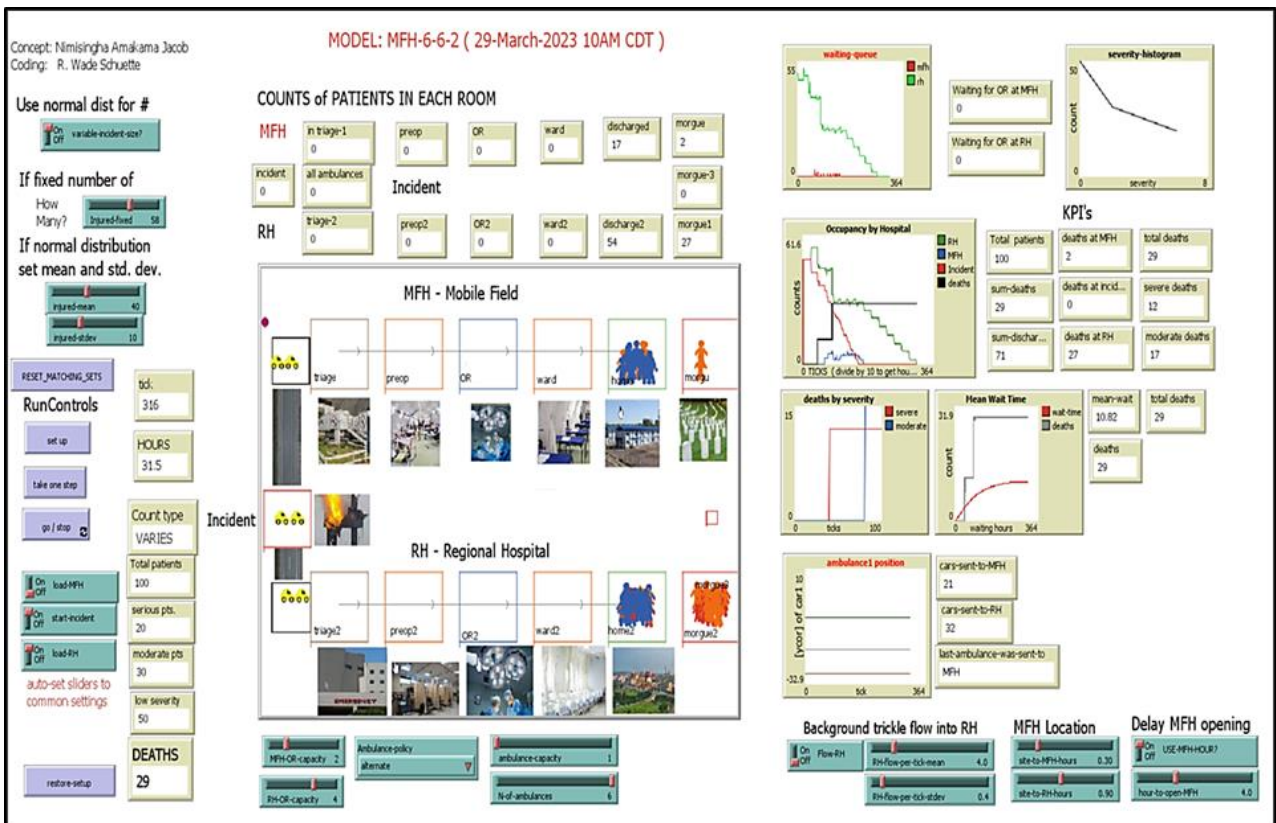 MODEL: MFH-6-6-2 ( 29-March-2023 10AM CDT )
Concept: Nimisingha Amakama Jacob
Coding: R. Wade Schuette
Use normal dist for #
On
Off
variable-incident-size?
If fixed number of
How
Many?
Injured-fixed 58
If normal distribution
set mean and std. dev.
injured-mean 40
injured-stdev 10
RESET_MATCHING_SETS
RunControls
set up
take one step
go / stop
tick
316
HOURS
31.5
Count type
VARIES
Total patients
100
serious pts.
20
moderate pts
30
low severity
50
DEATHS
29
On
Off
load-MFH
On
Off
start-incident
On
Off
load-RH
auto-set sliders to
common settings
restore-setup
COUNTS of PATIENTS IN EACH ROOM
MFH
in triage-1
0
preop
0
OR
0
ward
0
discharged
17
morgue
2
incident
0
all ambulances
0
Incident
morgue-3
0
RH
triage-2
0
preop2
0
OR2
0
ward2
0
discharge2
54
morgue1
27
MFH - Mobile Field
triage
preop
OR
ward
morgu
Incident
RH - Regional Hospital
triage2
preop2
OR2
ward2
home2
morgue2
MFH-OR-capacity 2
RH-OR-capacity 4
Ambulance-policy
alternate
ambulance-capacity 1
N-of-ambulances 6
waiting-queue
55
0
0
364
mfh
rh
Waiting for OR at MFH
0
Waiting for OR at RH
0
severity-histogram
50
count
0
0
severity
8
KPI's
Occupancy by Hospital
61.6
counts
0
0 TICKS ( divide by 10 to get hou... 364
RH
MFH
Incident
deaths
Total patients
100
deaths at MFH
2
total deaths
29
sum-deaths
29
deaths at incid...
0
severe deaths
12
sum-dischar...
71
deaths at RH
27
moderate deaths
17
deaths by severity
15
0
0
ticks
100
severe
moderate
Mean Wait Time
31.9
count
0
0
waiting hours
364
wait-time
deaths
mean-wait
10.82
total deaths
29
deaths
29
ambulance1 position
10
[ycor] of car1
-32.9
0
tick
364
cars-sent-to-MFH
21
cars-sent-to-RH
32
last-ambulance-was-sent-to
MFH
Background trickle flow into RH
On
Off
Flow-RH
RH-flow-per-tick-mean 4.0
RH-flow-per-tick-stdev 0.4
MFH Location
site-to-MFH-hours 0.30
site-to-RH-hours 0.90
Delay MFH opening
On
Off
USE-MFH-HOUR?
hour-to-open-MFH 4.0